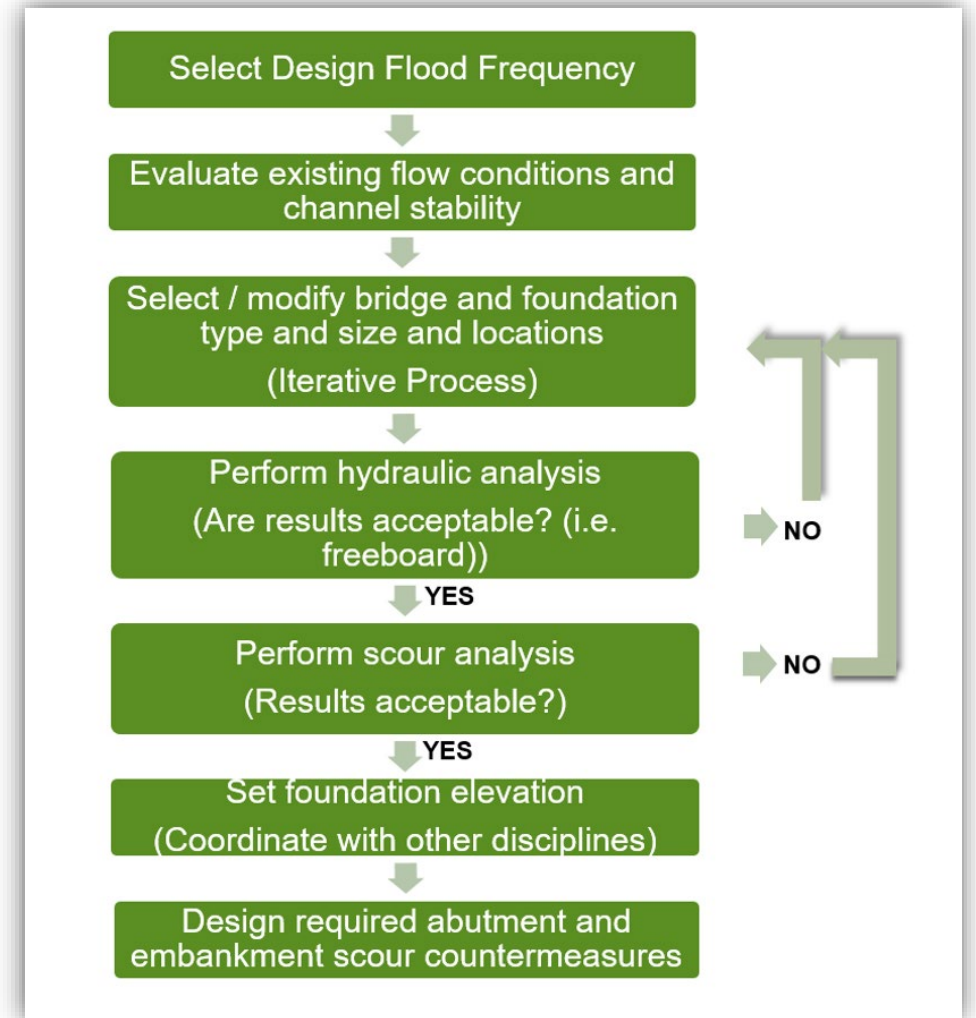 Select Design Flood Frequency
Evaluate existing flow conditions and
channel stability
Select / modify bridge and foundation
type and size and locations
(Iterative Process)
Perform hydraulic analysis
(Are results acceptable? (i.e.
freeboard))
NO
YES
Perform scour analysis
(Results acceptable?)
NO
YES
Set foundation elevation
(Coordinate with other disciplines)
Design required abutment and
embankment scour countermeasures